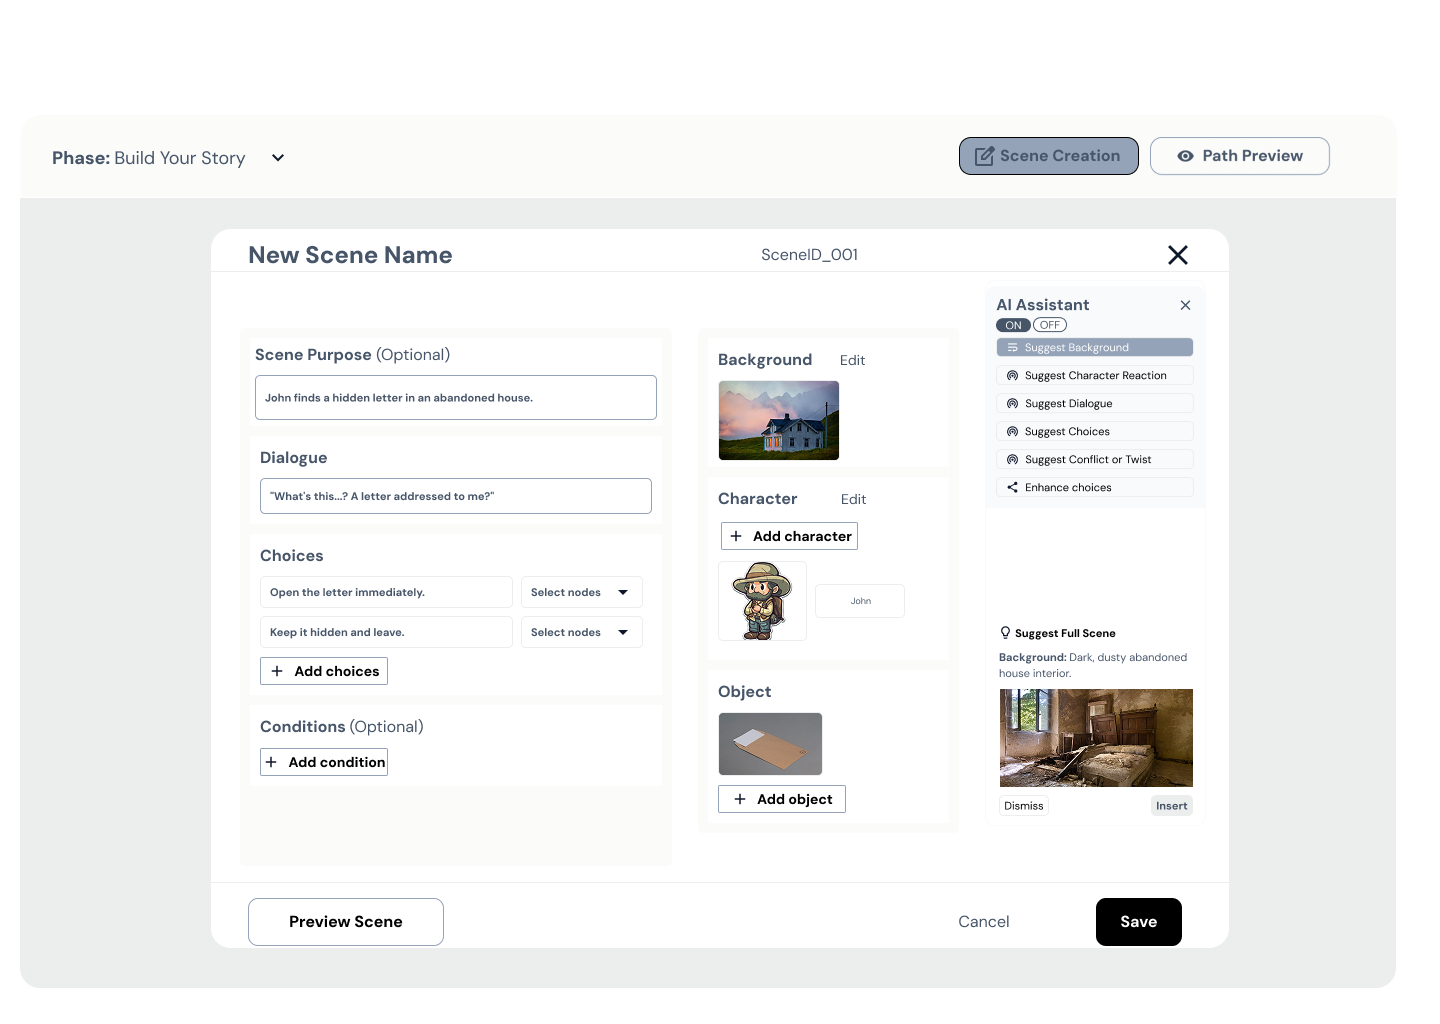 Phase: Build Your Story
Scene Creation
Path Preview
New Scene Name
SceneID_001
Scene Purpose (Optional)
John finds a hidden letter in an abandoned house.
Dialogue
"What's this...? A letter addressed to me?"
Choices
Open the letter immediately.
Select nodes
Keep it hidden and leave.
Select nodes
+ Add choices
Conditions (Optional)
+ Add condition
Background
Edit
Character
Edit
+ Add character
John
Object
+ Add object
AI Assistant
ON
OFF
Suggest Background
Suggest Character Reaction
Suggest Dialogue
Suggest Choices
Suggest Conflict or Twist
Enhance choices
Suggest Full Scene
Background: Dark, dusty abandoned
house interior.
Dismiss
Insert
Preview Scene
Cancel
Save